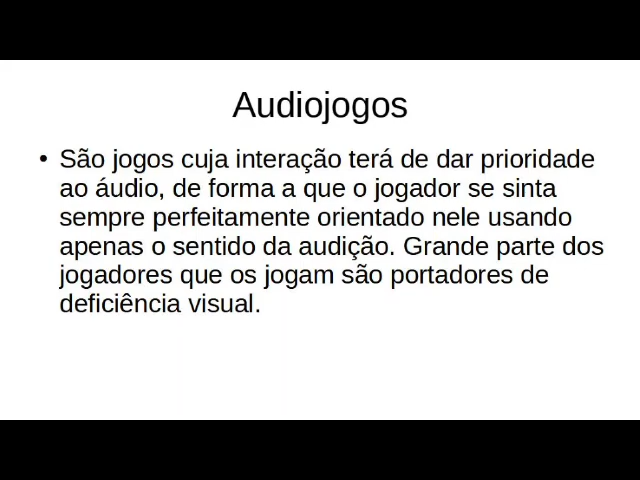 Audiojogos
• São jogos cuja interação terá de dar prioridade
ao áudio, de forma a que o jogador se sinta
sempre perfeitamente orientado nele usando
apenas o sentido da audição. Grande parte dos
jogadores que os jogam são portadores de
deficiência visual.